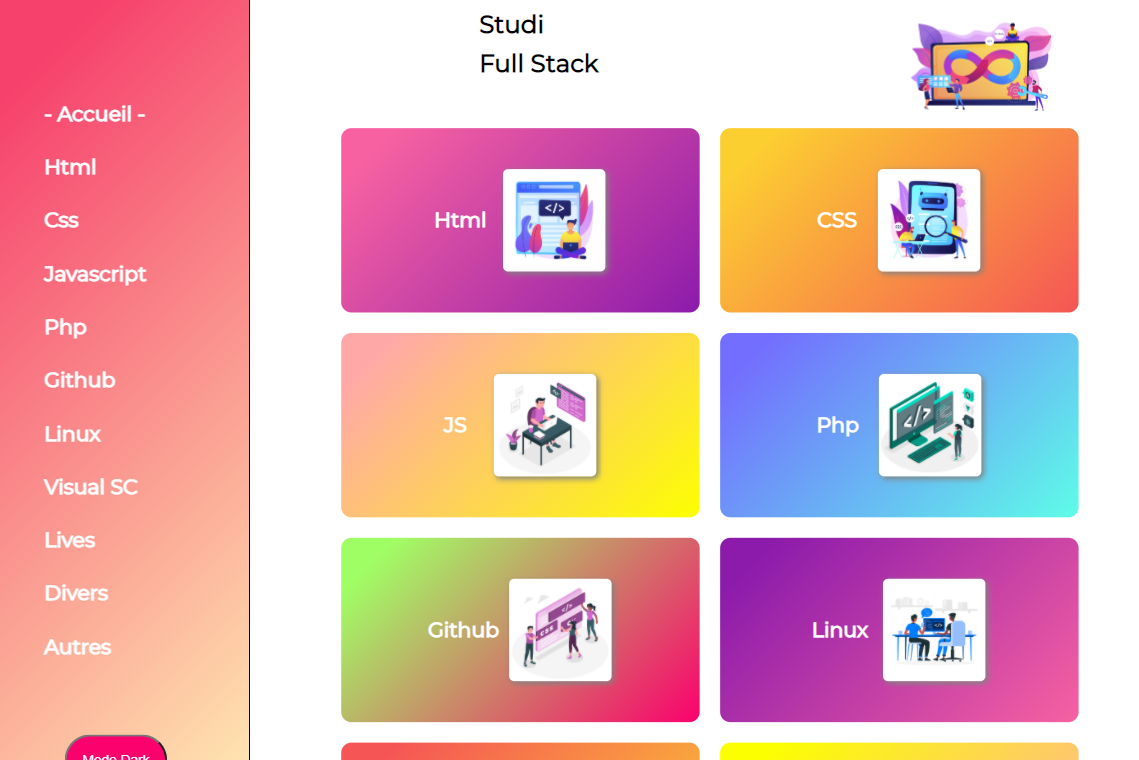 - Accueil -
Html
Css
Javascript
Php
Github
Linux
Visual SC
Lives
Divers
Autres
Mode Dark
Studi
Full Stack
Html
</>
CSS
JS
Php
</>
Github
</>
CSS
Linux